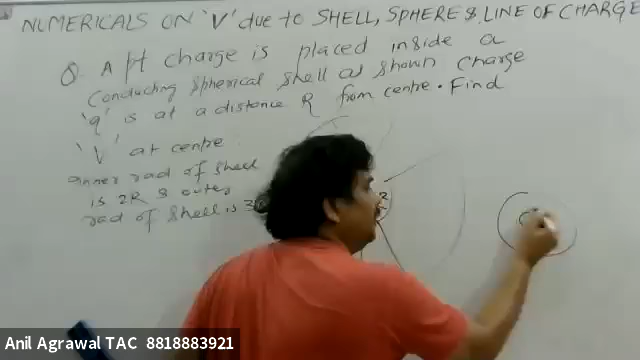 NUMERICALS ON 'V' due to SHELL, SPHERE & LINE OF CHARGE
Q. A pt charge is placed inside a
conducting spherical shell as shown charge
'q' is at a distance R from centre. Find
'V' at centre.
inner rad of shell
is 2R & outer
rad of shell is 3
Anil Agrawal TAC 8818883921